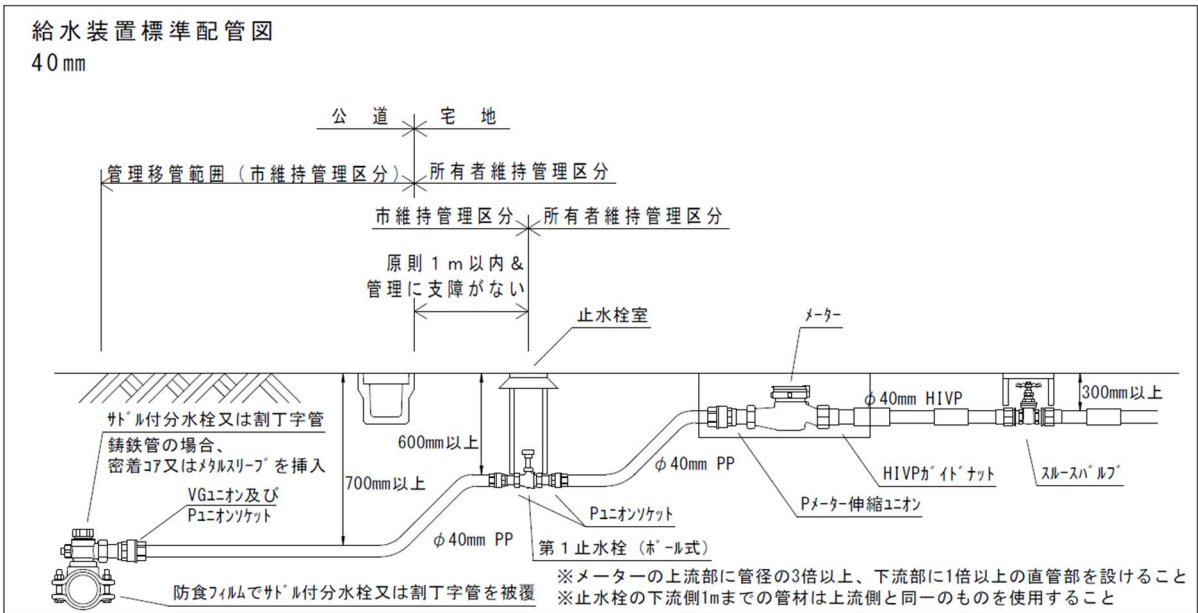 給水装置標準配管図
40mm
公 道
宅 地
管理移管範囲（市維持管理区分）
所有者維持管理区分
市維持管理区分
所有者維持管理区分
原則1m以内&
管理に支障がない
止水栓室
メーター
サドル付分水栓又は割丁字管
鋳鉄管の場合、
密着コア又はメタルスリーブを挿入
VGユニオン及び
Pユニオンソケット
700mm以上
600mm以上
φ40mm PP
Pユニオンソケット
第1止水栓（ボール式）
φ40mm PP
φ40mm HIVP
300mm以上
HIVPガイドナット
スルースバルブ
Pメーター伸縮ユニオン
防食フィルムでサドル付分水栓又は割丁字管を被覆
※メーターの上流部に管径の3倍以上、下流部に1倍以上の直管部を設けること
※止水栓の下流側1mまでの管材は上流側と同一のものを使用すること